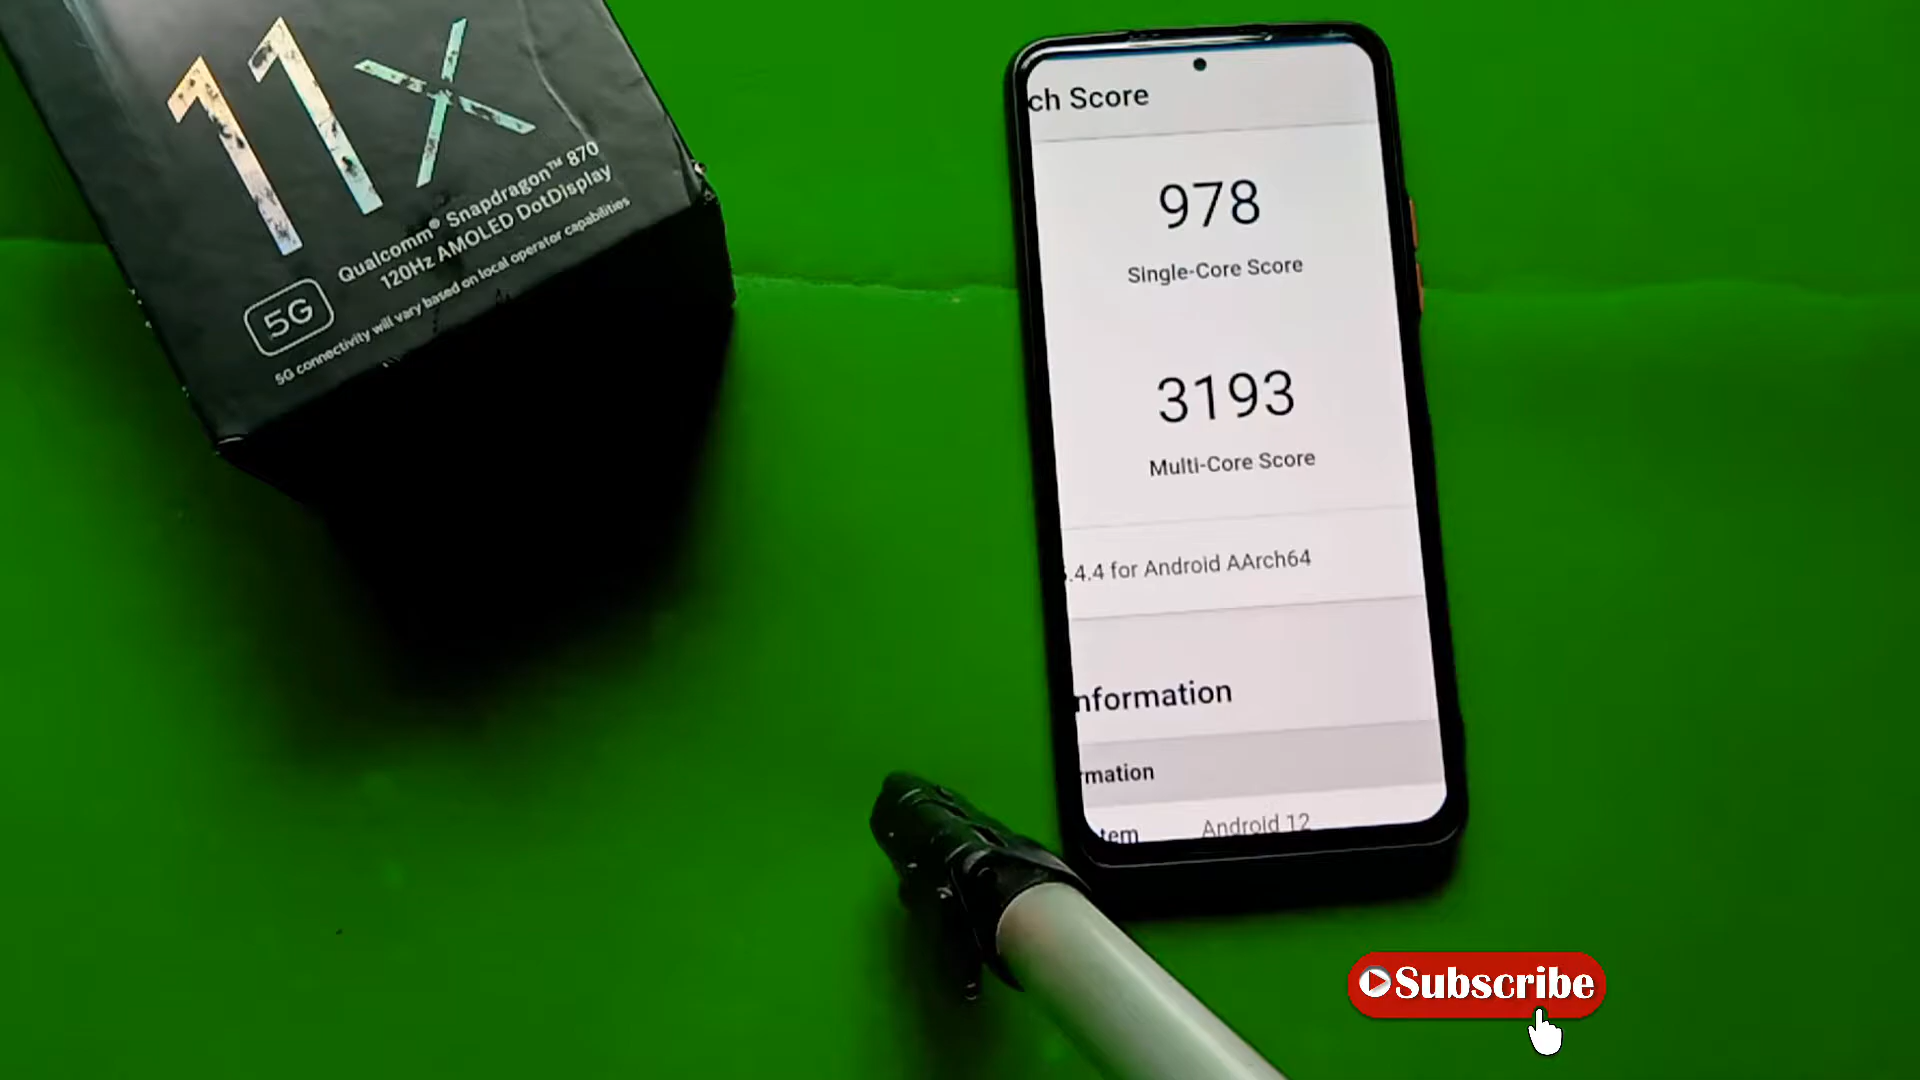 11X
Qualcomm® Snapdragon™ 870
120Hz AMOLED DotDisplay
5G
5G connectivity will vary based on local operator capabilities
ch Score
978
Single-Core Score
3193
Multi-Core Score
.4.4 for Android AArch64
nformation
mation
tem Android 12
Subscribe